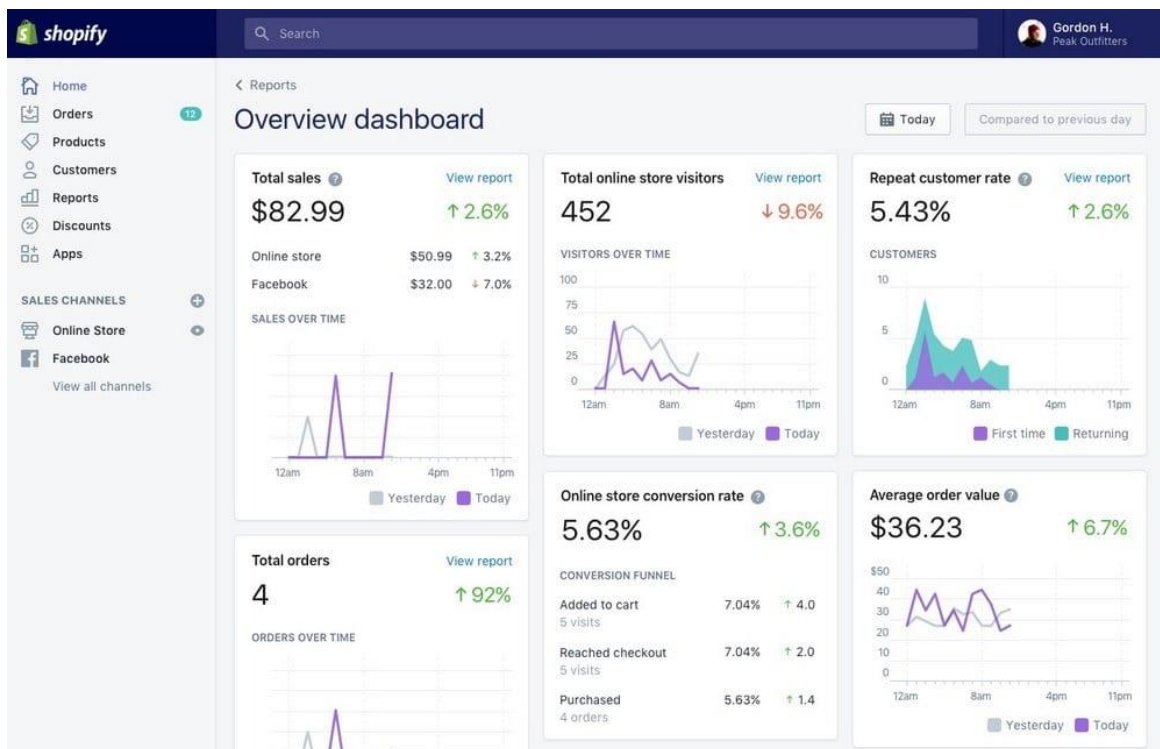 shopify
Search
Gordon H.
Peak Outfitters
Home
Orders 12
Products
Customers
Reports
Discounts
Apps
SALES CHANNELS
Online Store
Facebook
View all channels
Reports
Overview dashboard
Today
Compared to previous day
Total sales ? View report
$82.99 ↑ 2.6%
Online store $50.99 ↑ 3.2%
Facebook $32.00 ↓ 7.0%
SALES OVER TIME
12am 8am 4pm 11pm
Yesterday Today
Total orders View report
4 ↑ 92%
ORDERS OVER TIME
Total online store visitors View report
452 ↓ 9.6%
VISITORS OVER TIME
100
75
50
25
0
12am 8am 4pm 11pm
Yesterday Today
Online store conversion rate ?
5.63% ↑ 3.6%
CONVERSION FUNNEL
Added to cart 7.04% ↑ 4.0
5 visits
Reached checkout 7.04% ↑ 2.0
5 visits
Purchased 5.63% ↑ 1.4
4 orders
Repeat customer rate ? View report
5.43% ↑ 2.6%
CUSTOMERS
10
5
0
12am 8am 4pm 11pm
First time Returning
Average order value ?
$36.23 ↑ 6.7%
$50
40
30
20
10
0
12am 8am 4pm 11pm
Yesterday Today